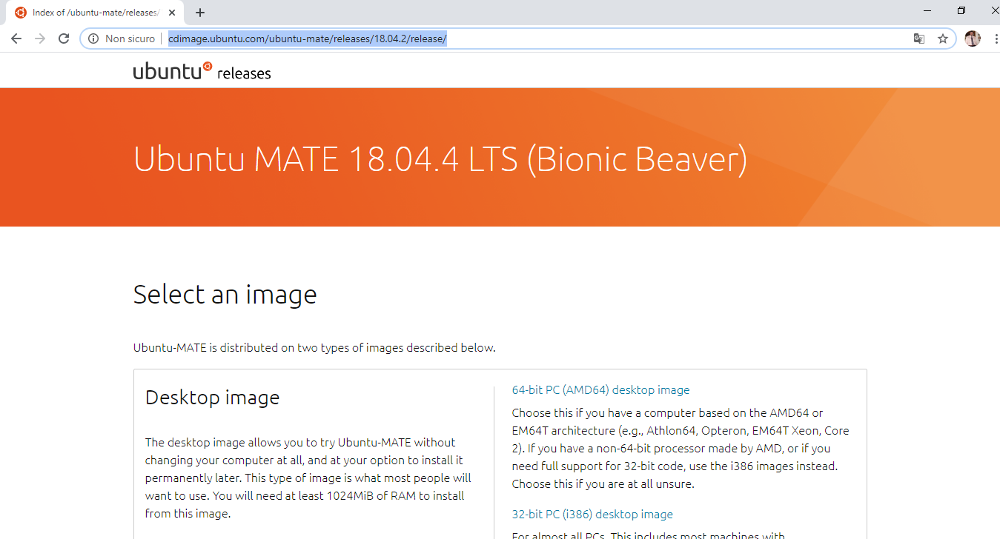 Index of /ubuntu-mate/releases/
Non sicuro
cdimage.ubuntu.com/ubuntu-mate/releases/18.04.2/release/
ubuntu releases
Ubuntu MATE 18.04.4 LTS (Bionic Beaver)
Select an image
Ubuntu-MATE is distributed on two types of images described below.
Desktop image
The desktop image allows you to try Ubuntu-MATE without
changing your computer at all, and at your option to install it
permanently later. This type of image is what most people will
want to use. You will need at least 1024MiB of RAM to install
from this image.
64-bit PC (AMD64) desktop image
Choose this if you have a computer based on the AMD64 or
EM64T architecture (e.g., Athlon64, Opteron, EM64T Xeon, Core
2). If you have a non-64-bit processor made by AMD, or if you
need full support for 32-bit code, use the i386 images instead.
Choose this if you are at all unsure.
32-bit PC (i386) desktop image
For almost all PCs. This includes most machines with